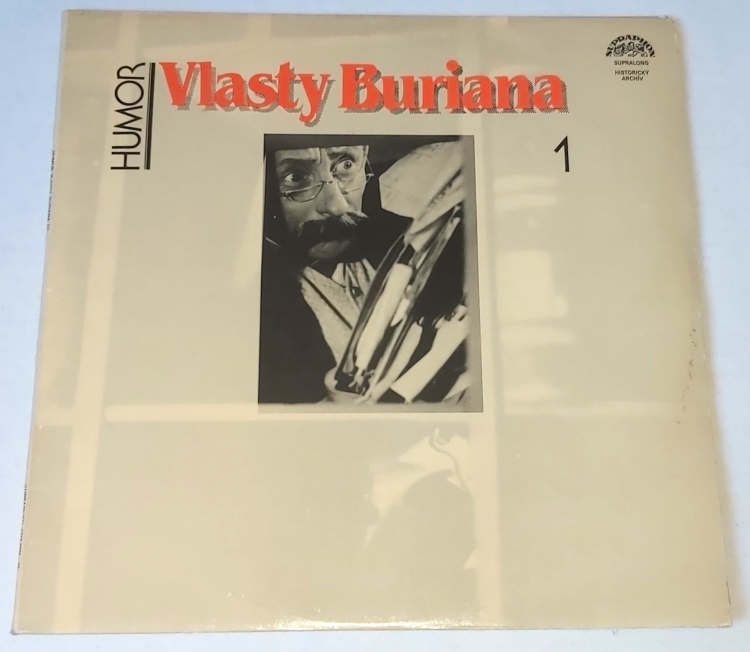 HUMOR
Vlasty Buriana
1
SUPRAPHON
SUPRALONG
HISTORICKÝ
ARCHÍV